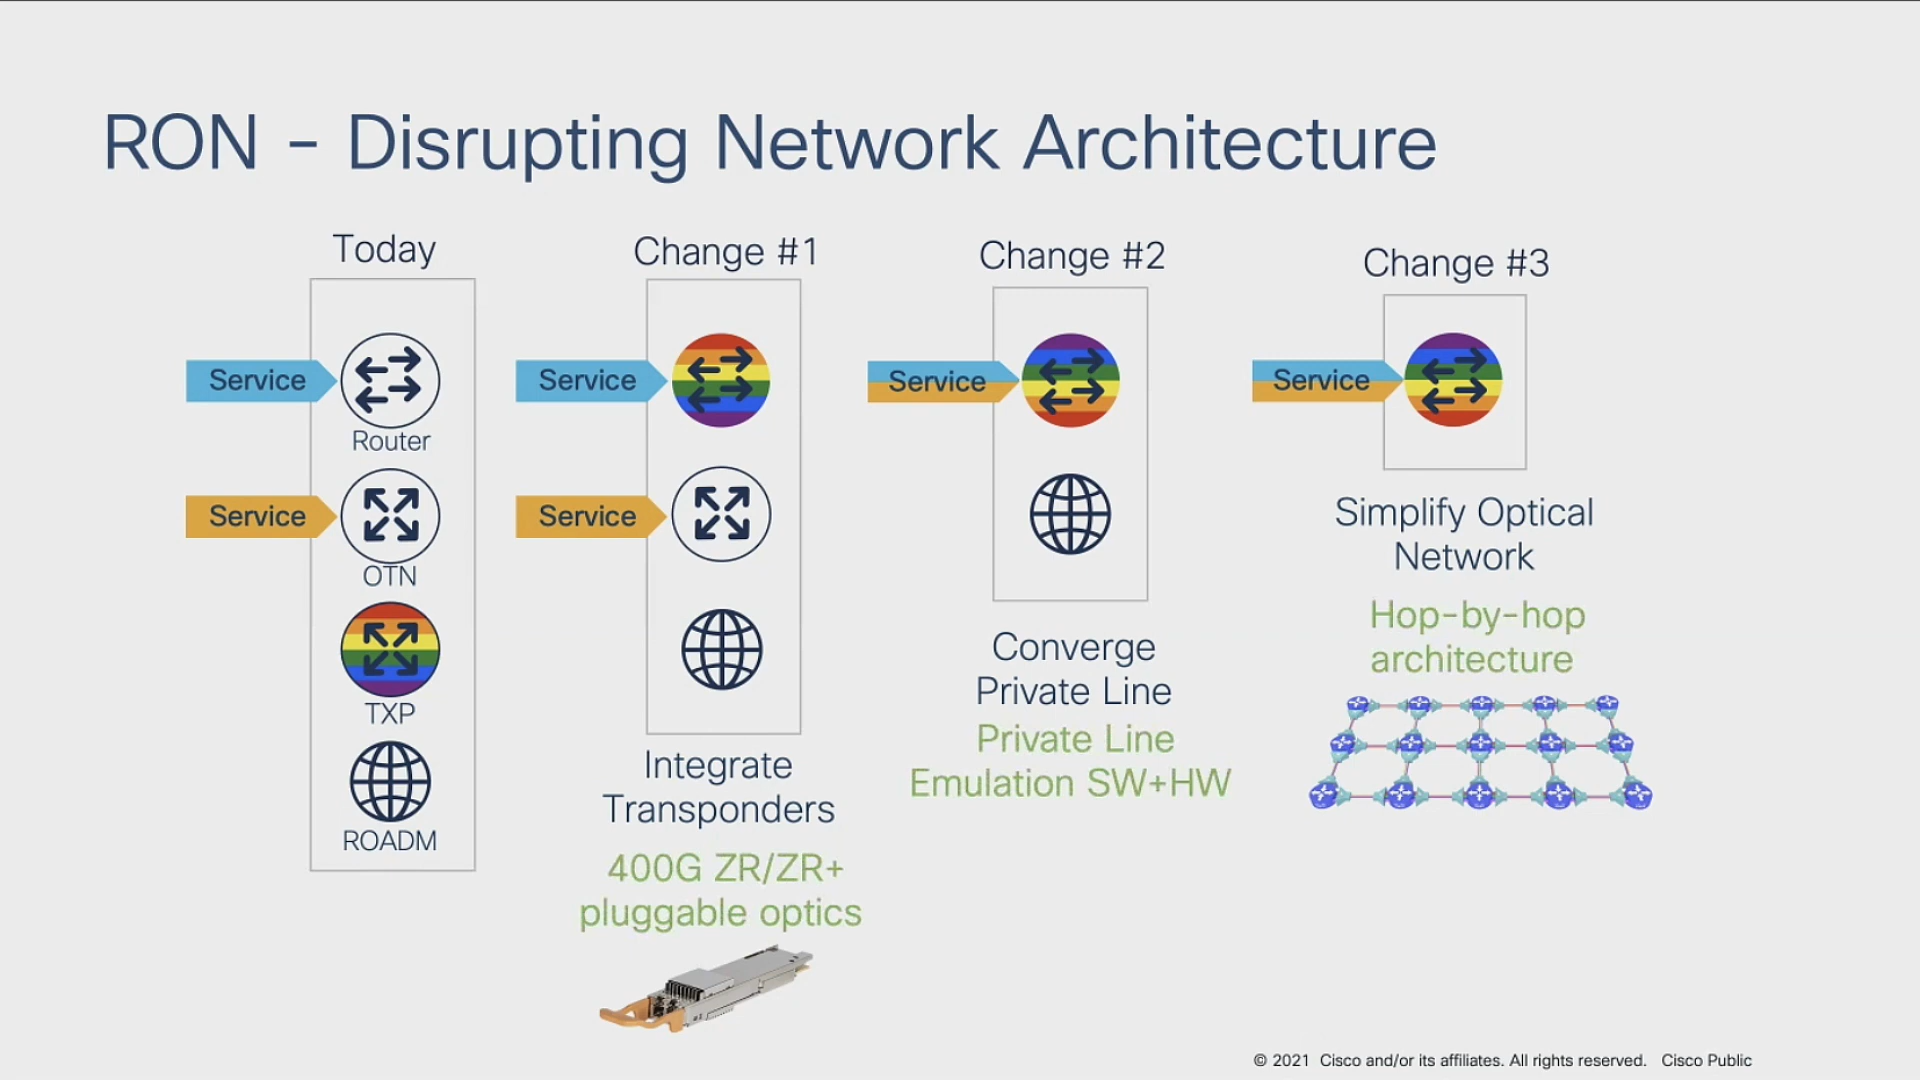 RON - Disrupting Network Architecture
Today
Service
Router
Service
OTN
TXP
ROADM
Change #1
Service
Service
Integrate
Transponders
400G ZR/ZR+
pluggable optics
Change #2
Service
Converge
Private Line
Private Line
Emulation SW+HW
Change #3
Service
Simplify Optical
Network
Hop-by-hop
architecture
© 2021 Cisco and/or its affiliates. All rights reserved. Cisco Public